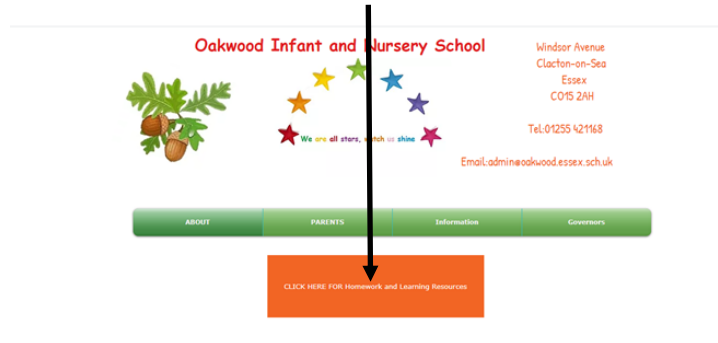 Oakwood Infant and Nursery School
Windsor Avenue
Clacton-on-Sea
Essex
CO15 2AH
Tel:01255 421168
Email:admin@oakwood.essex.sch.uk
We are all stars, watch us shine
ABOUT
PARENTS
Information
Governors
CLICK HERE FOR Homework and Learning Resources